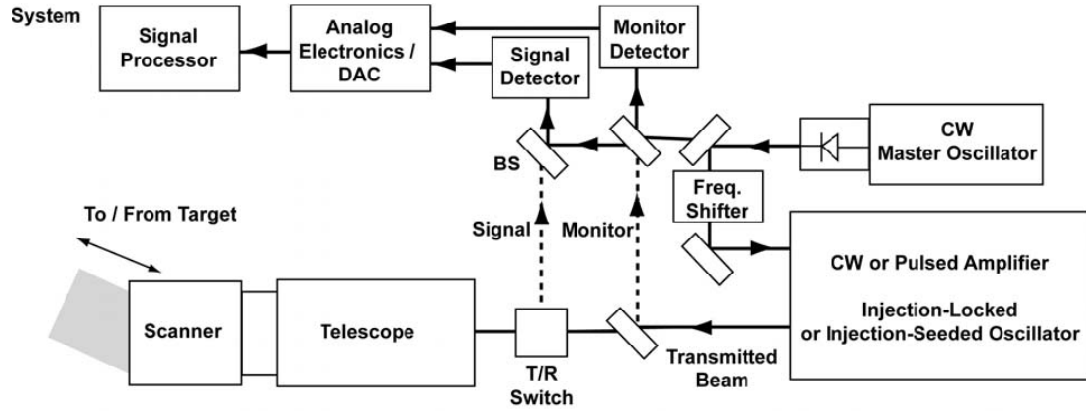 System
Signal
Processor
Analog
Electronics /
DAC
Signal
Detector
Monitor
Detector
BS
CW
Master Oscillator
Freq.
Shifter
To / From Target
Signal
Monitor
CW or Pulsed Amplifier
Injection-Locked
or Injection-Seeded Oscillator
Scanner
Telescope
T/R
Switch
Transmitted
Beam